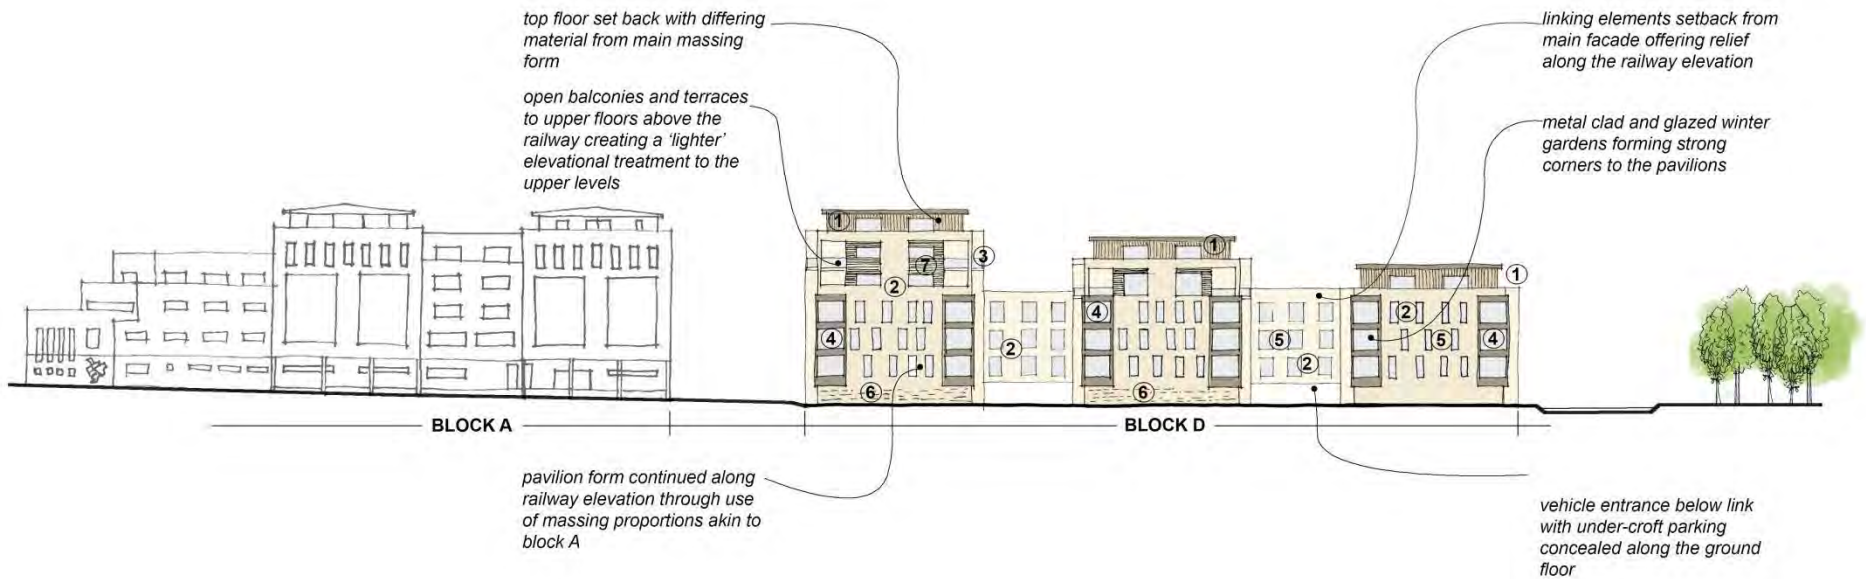 top floor set back with differing
material from main massing
form
open balconies and terraces
to upper floors above the
railway creating a 'lighter'
elevational treatment to the
upper levels
linking elements setback from
main facade offering relief
along the railway elevation
metal clad and glazed winter
gardens forming strong
corners to the pavilions
1
1
1
3
7
2
4
2
4
5
4
2
5
4
2
6
6
BLOCK A
BLOCK D
pavilion form continued along
railway elevation through use
of massing proportions akin to
block A
vehicle entrance below link
with under-croft parking
concealed along the ground
floor